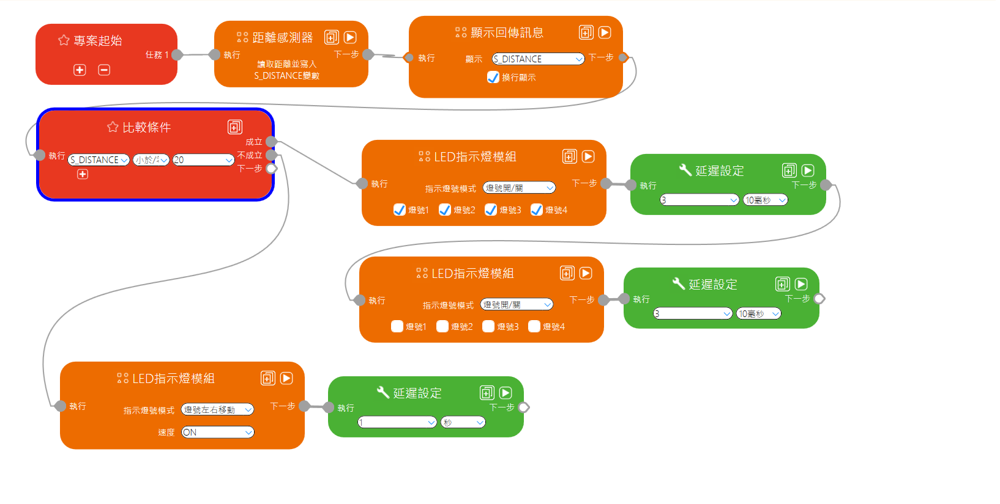 專案起始
任務 1
距離感測器
執行
下一步
讀取距離並寫入
S_DISTANCE變數
顯示回傳訊息
執行
顯示
S_DISTANCE
下一步
換行顯示
比較條件
成立
執行
S_DISTANCE
小於/
20
不成立
下一步
LED指示燈模組
執行
下一步
指示燈號模式
燈號開/關
燈號1 燈號2 燈號3 燈號4
延遲設定
執行
下一步
3
10毫秒
LED指示燈模組
執行
下一步
指示燈號模式
燈號開/關
燈號1 燈號2 燈號3 燈號4
延遲設定
執行
下一步
3
10毫秒
LED指示燈模組
執行
下一步
指示燈號模式
燈號左右移動
速度
ON
延遲設定
執行
下一步
1
秒